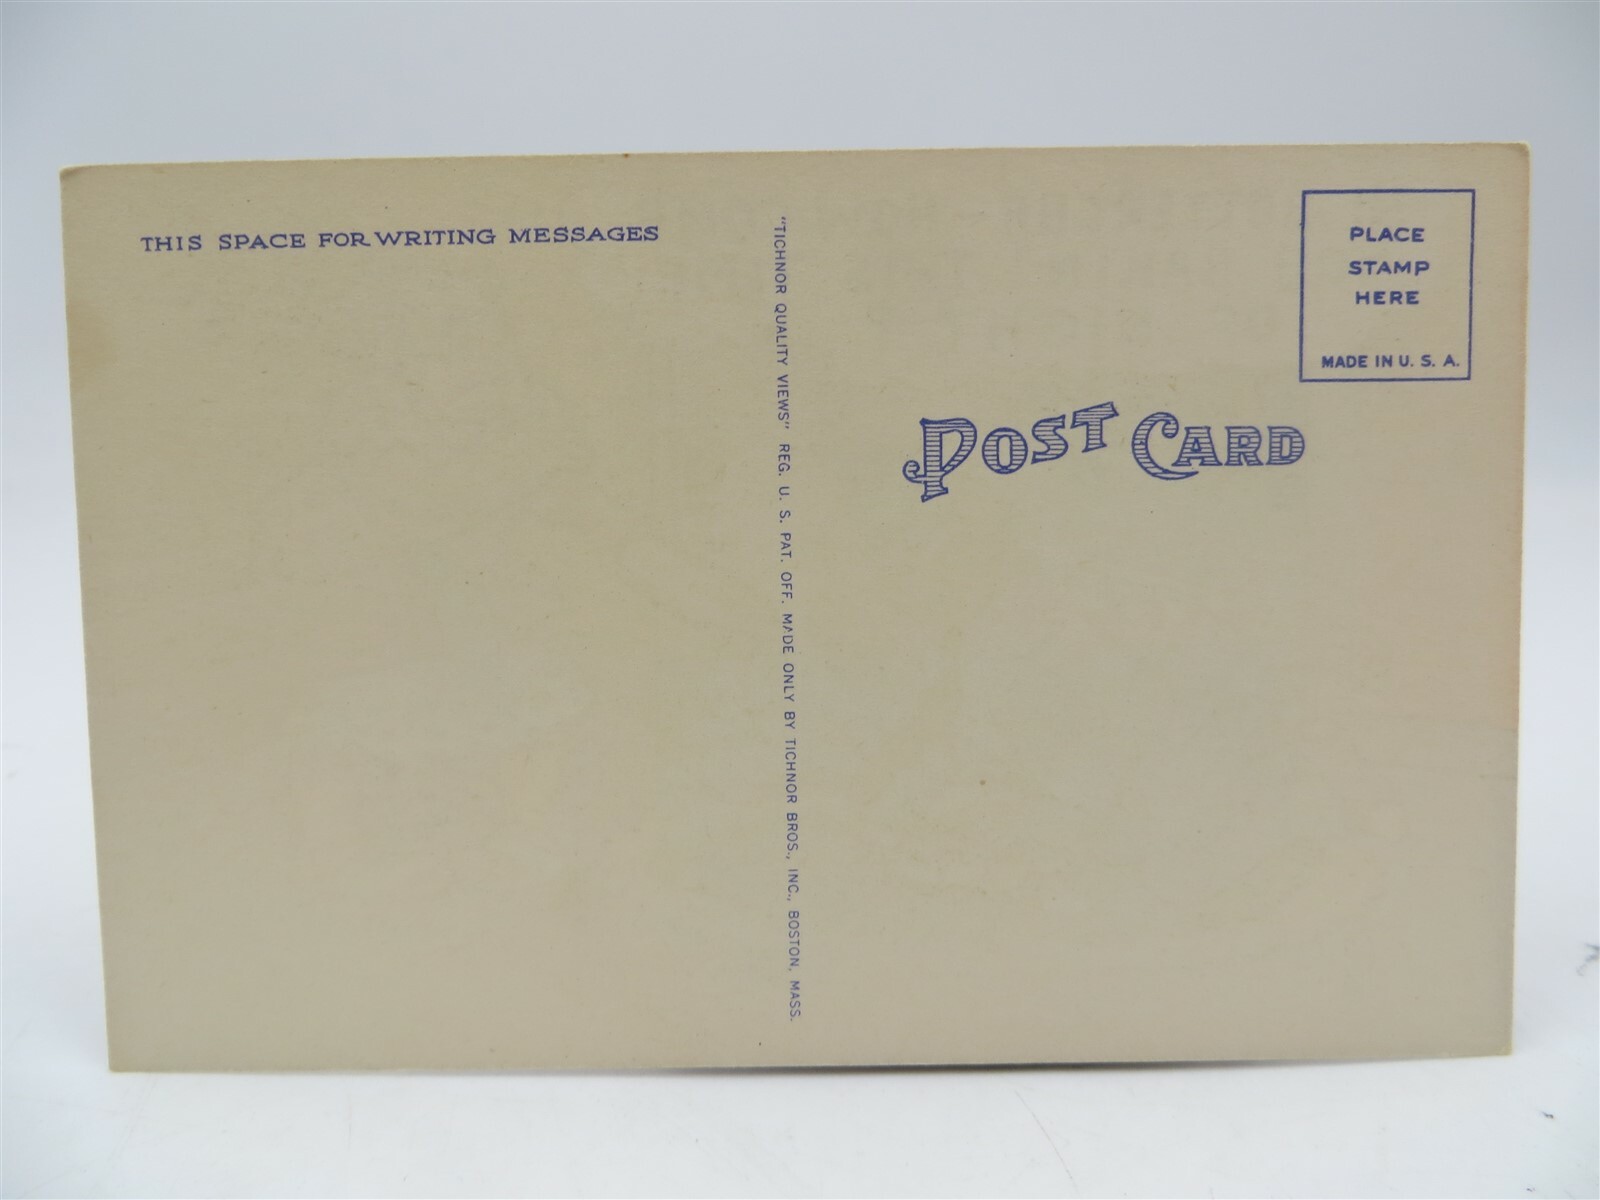 THIS SPACE FOR WRITING MESSAGES
"TICHNOR QUALITY VIEWS" REG. U. S. PAT. OFF. MADE ONLY BY TICHNOR BROS., INC., BOSTON, MASS.
PLACE
STAMP
HERE
MADE IN U. S. A.
POST CARD